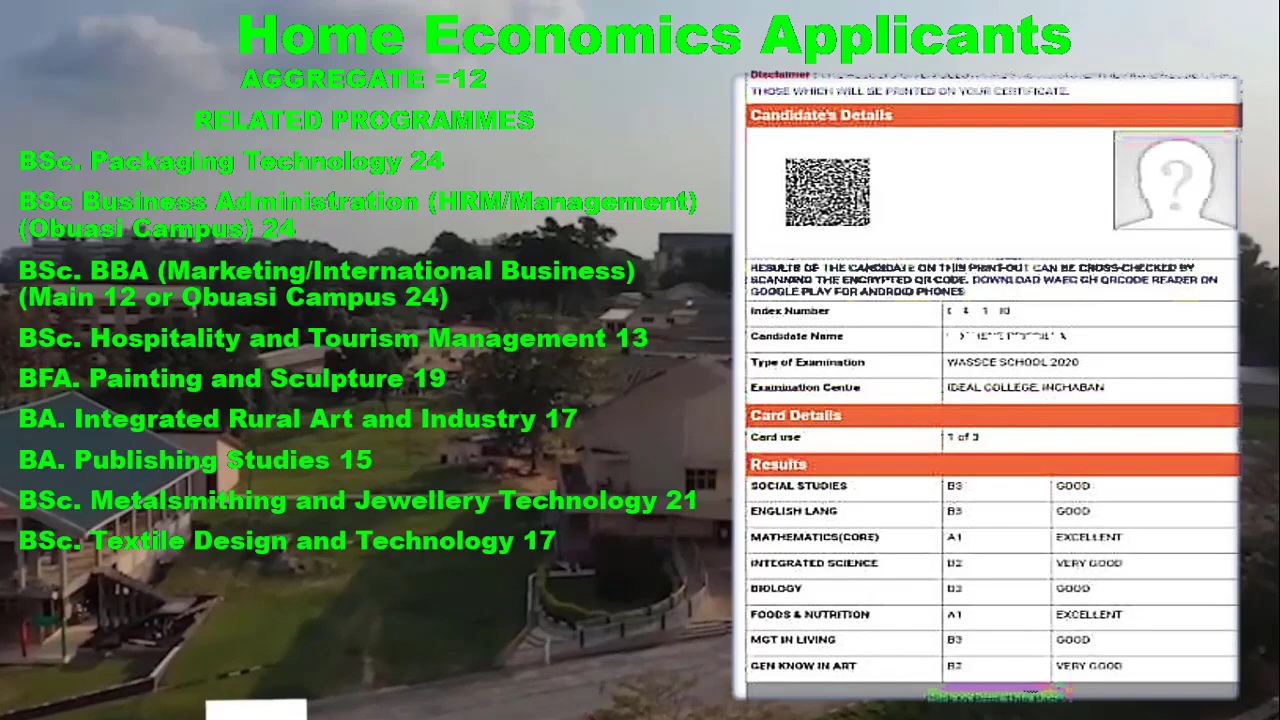 Home Economics Applicants
AGGREGATE =12
RELATED PROGRAMMES
BSc. Packaging Technology 24
BSc Business Administration (HRM/Management)
(Obuasi Campus) 24
BSc. BBA (Marketing/International Business)
(Main 12 or Obuasi Campus 24)
BSc. Hospitality and Tourism Management 13
BFA. Painting and Sculpture 19
BA. Integrated Rural Art and Industry 17
BA. Publishing Studies 15
BSc. Metalsmithing and Jewellery Technology 21
BSc. Textile Design and Technology 17
Disclaimer
THOSE WHICH WILL BE PRINTED ON YOUR CERTIFICATE.
Candidate's Details
RESULTS OF THE CANDIDATE ON THIS PRINTOUT CAN BE CROSS-CHECKED BY
SCANNING THE ENCRYPTED QR CODE. DOWNLOAD WAEC GH QRCODE READER ON
GOOGLE PLAY FOR ANDROID PHONES
Index Number
Candidate Name
Type of Examination WASSCE SCHOOL 2020
Examination Centre IDEAL COLLEGE, INCHABAN
Card Details
Card use 1 of 3
Results
SOCIAL STUDIES B3 GOOD
ENGLISH LANG B3 GOOD
MATHEMATICS(CORE) A1 EXCELLENT
INTEGRATED SCIENCE B2 VERY GOOD
BIOLOGY B3 GOOD
FOODS & NUTRITION A1 EXCELLENT
MGT IN LIVING B3 GOOD
GEN KNOW IN ART B2 VERY GOOD